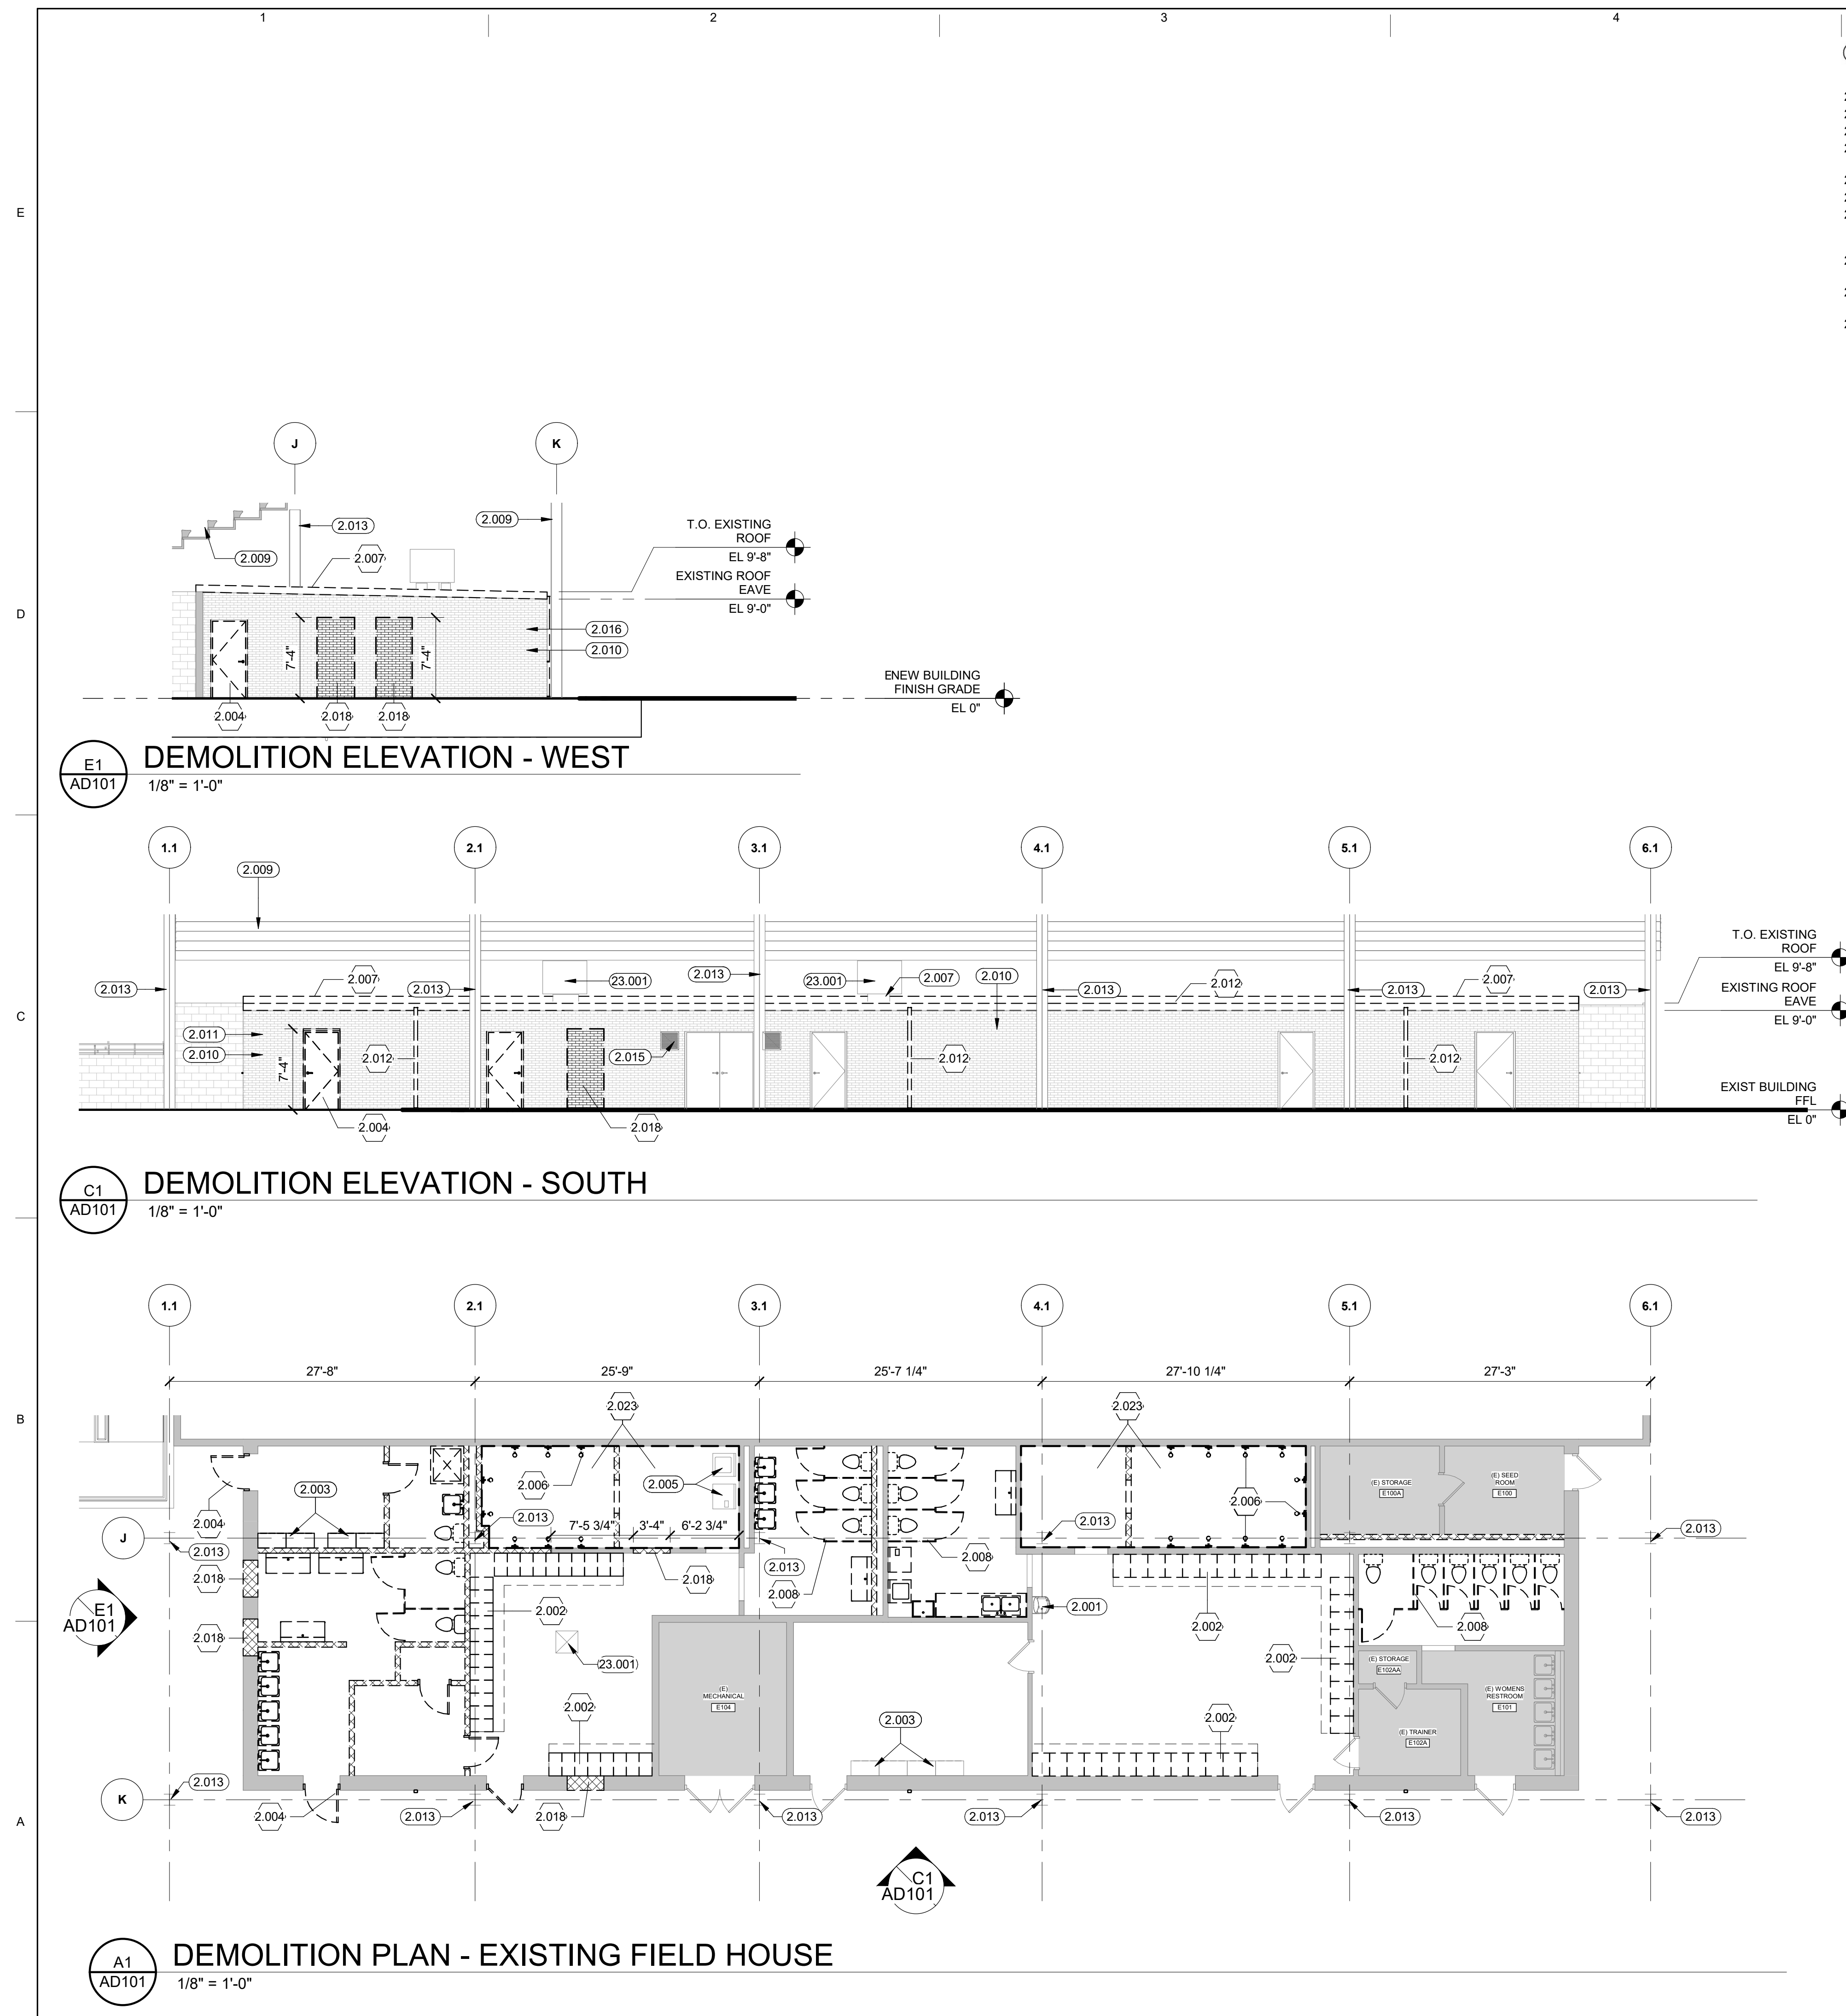 1 2 3 4
E
D
C
B
A
J K
2.013
2.009
2.009
2.007
T.O. EXISTING
ROOF
EL 9'-8"
EXISTING ROOF
EAVE
EL 9'-0"
2.016
2.010
7'-4" 7'-4"
ENEW BUILDING
FINISH GRADE
EL 0"
2.004 2.018 2.018
E1
AD101
DEMOLITION ELEVATION - WEST
1/8" = 1'-0"
1.1 2.1 3.1 4.1 5.1 6.1
2.009
T.O. EXISTING
ROOF
EL 9'-8"
EXISTING ROOF
EAVE
EL 9'-0"
2.013 2.007 2.013 23.001 2.013 23.001 2.007 2.010 2.013 2.012 2.013 2.007 2.013
2.011
2.010
7'-4"
2.012 2.015 2.012 2.012
EXIST BUILDING
FFL
EL 0"
2.004 2.018
C1
AD101
DEMOLITION ELEVATION - SOUTH
1/8" = 1'-0"
1.1 2.1 3.1 4.1 5.1 6.1
27'-8" 25'-9" 25'-7 1/4" 27'-10 1/4" 27'-3"
2.023 2.023
2.003 2.006 2.005 2.006
(E) STORAGE
E100A
(E) SEED
ROOM
E100
2.004 2.013 7'-5 3/4" 3'-4" 6'-2 3/4" 2.013 2.013
J
2.013 2.013 2.008
2.018 2.018 2.008
E1
AD101
2.002 2.001
2.018 2.002 2.008
23.001 2.002
(E) STORAGE
E102AA
(E)
MECHANICAL
E104
(E) WOMENS
RESTROOM
E101
2.002 2.003 2.002
(E) TRAINER
E102A
K
2.013
2.004 2.013 2.018 2.013 2.013 2.013 2.013
C1
AD101
A1
AD101
DEMOLITION PLAN - EXISTING FIELD HOUSE
1/8" = 1'-0"